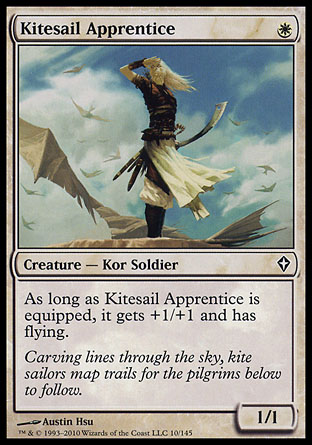 Kitesail Apprentice
Creature — Kor Soldier
As long as Kitesail Apprentice is
equipped, it gets +1/+1 and has
flying.
Carving lines through the sky, kite
sailors map trails for the pilgrims below
to follow.
Austin Hsu
™ & © 1993–2010 Wizards of the Coast LLC 10/145
1/1